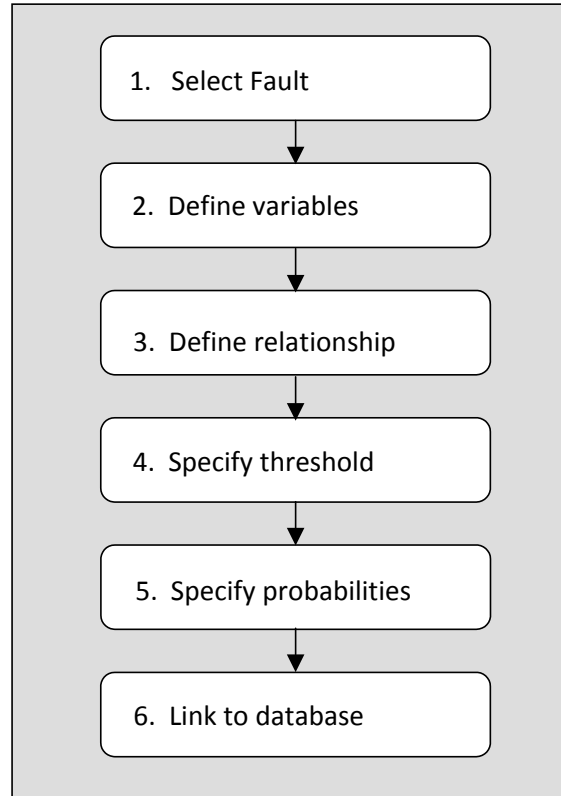 1. Select Fault
2. Define variables
3. Define relationship
4. Specify threshold
5. Specify probabilities
6. Link to database